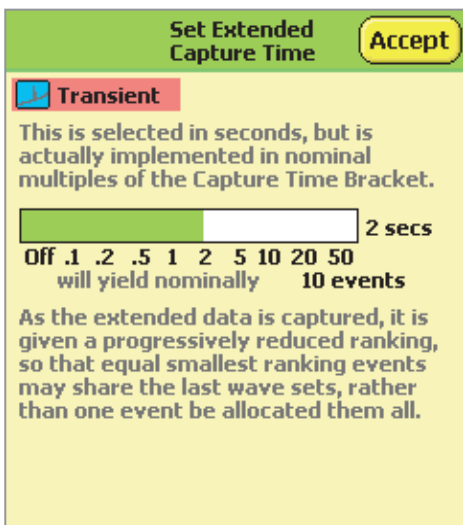 Set Extended
Capture Time
Accept
Transient
This is selected in seconds, but is
actually implemented in nominal
multiples of the Capture Time Bracket.
2 secs
Off .1 .2 .5 1 2 5 10 20 50
will yield nominally 10 events
As the extended data is captured, it is
given a progressively reduced ranking,
so that equal smallest ranking events
may share the last wave sets, rather
than one event be allocated them all.